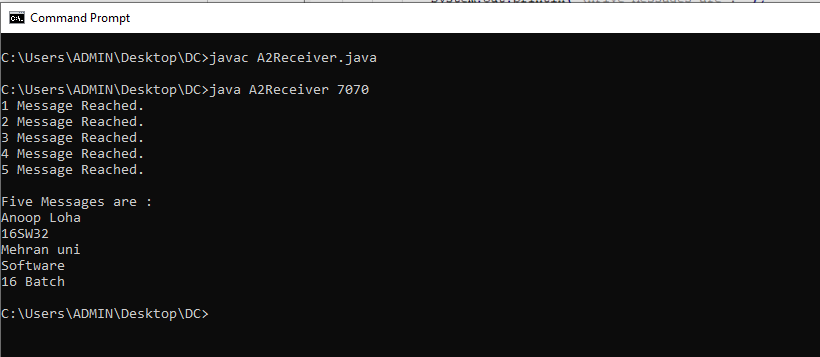 Command Prompt
C:\Users\ADMIN\Desktop\DC>javac A2Receiver.java
C:\Users\ADMIN\Desktop\DC>java A2Receiver 7070
1 Message Reached.
2 Message Reached.
3 Message Reached.
4 Message Reached.
5 Message Reached.
Five Messages are :
Anoop Loha
16SW32
Mehran uni
Software
16 Batch
C:\Users\ADMIN\Desktop\DC>